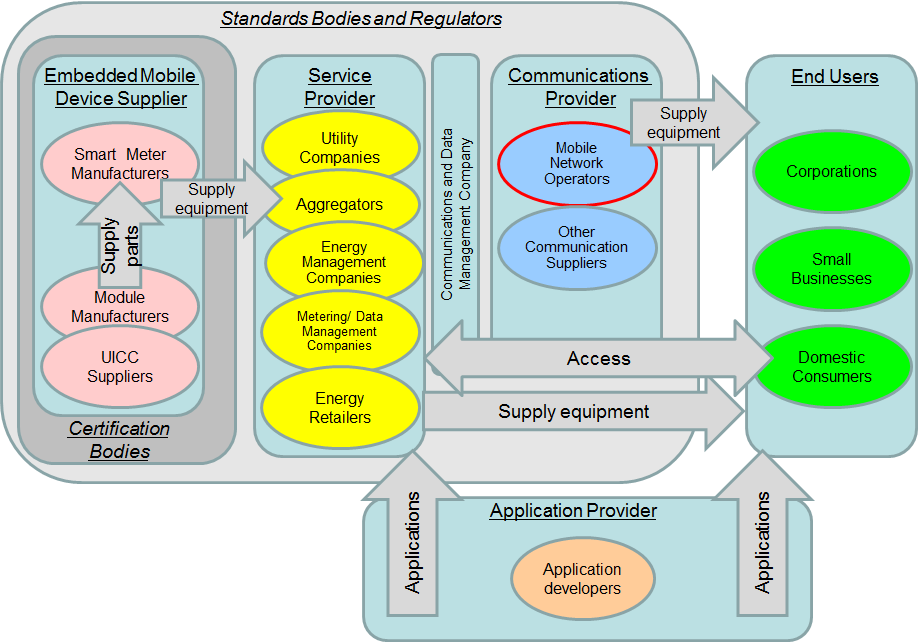 Standards Bodies and Regulators
Embedded Mobile
Device Supplier
Smart Meter
Manufacturers
Supply
parts
Module
Manufacturers
UICC
Suppliers
Certification
Bodies
Supply
equipment
Service
Provider
Utility
Companies
Aggregators
Energy
Management
Companies
Metering/ Data
Management
Companies
Energy
Retailers
Communications and Data
Management Company
Communications
Provider
Mobile
Network
Operators
Other
Communication
Suppliers
Supply
equipment
End Users
Corporations
Small
Businesses
Domestic
Consumers
Access
Supply equipment
Application Provider
Applications
Application
developers
Applications